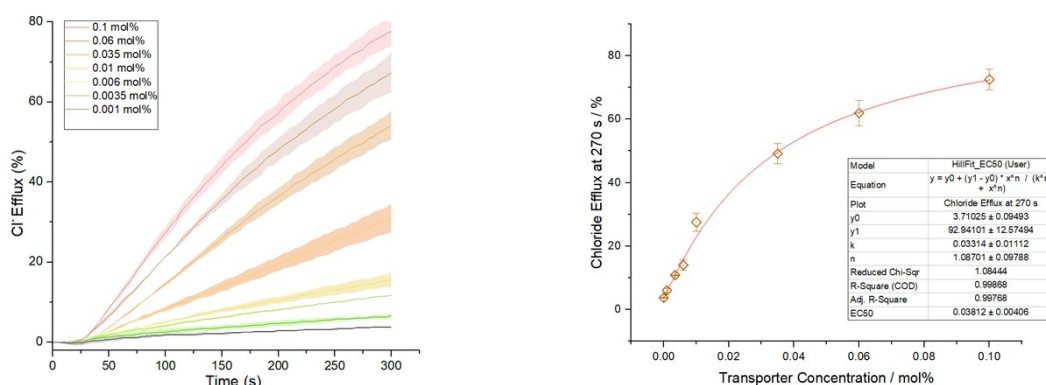 80
60
40
20
0
Cl⁻ Efflux (%)
0.1 mol%
0.06 mol%
0.035 mol%
0.01 mol%
0.006 mol%
0.0035 mol%
0.001 mol%
0 50 100 150 200 250 300
Time (s)
80
60
40
20
0
Chloride Efflux at 270 s / %
Model HillFit_EC50 (User)
Equation y = y0 + (y1 - y0) * x^n / (k^n + x^n)
Plot Chloride Efflux at 270 s
y0 3.71025 ± 0.09493
y1 92.94101 ± 12.57494
k 0.03314 ± 0.01112
n 1.08701 ± 0.09788
Reduced Chi-Sqr 1.08444
R-Square (COD) 0.99868
Adj. R-Square 0.99768
EC50 0.03812 ± 0.00406
0.00 0.02 0.04 0.06 0.08 0.10
Transporter Concentration / mol%